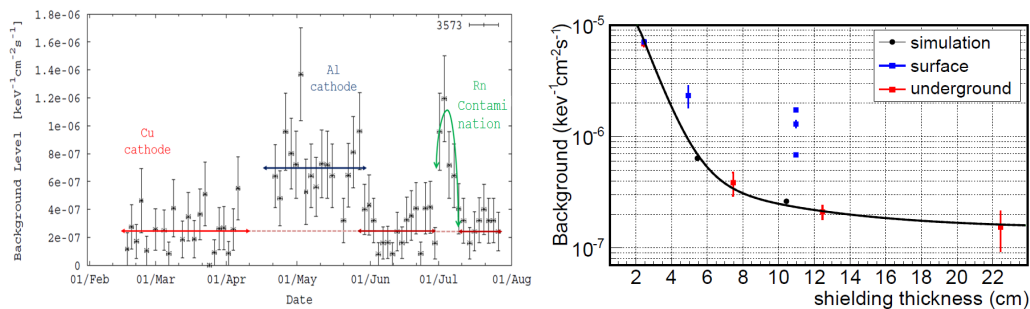 3573
1.8e-06
1.6e-06
1.4e-06
1.2e-06
1e-06
8e-07
6e-07
4e-07
2e-07
0
Background Level [keV⁻¹cm⁻²s⁻¹]
Cu
cathode
Al
cathode
Rn
Contami
nation
01/Feb 01/Mar 01/Apr 01/May 01/Jun 01/Jul 01/Aug
Date
10⁻⁵
10⁻⁶
10⁻⁷
Background (kev⁻¹cm⁻²s⁻¹)
simulation
surface
underground
2 4 6 8 10 12 14 16 18 20 22 24
shielding thickness (cm)